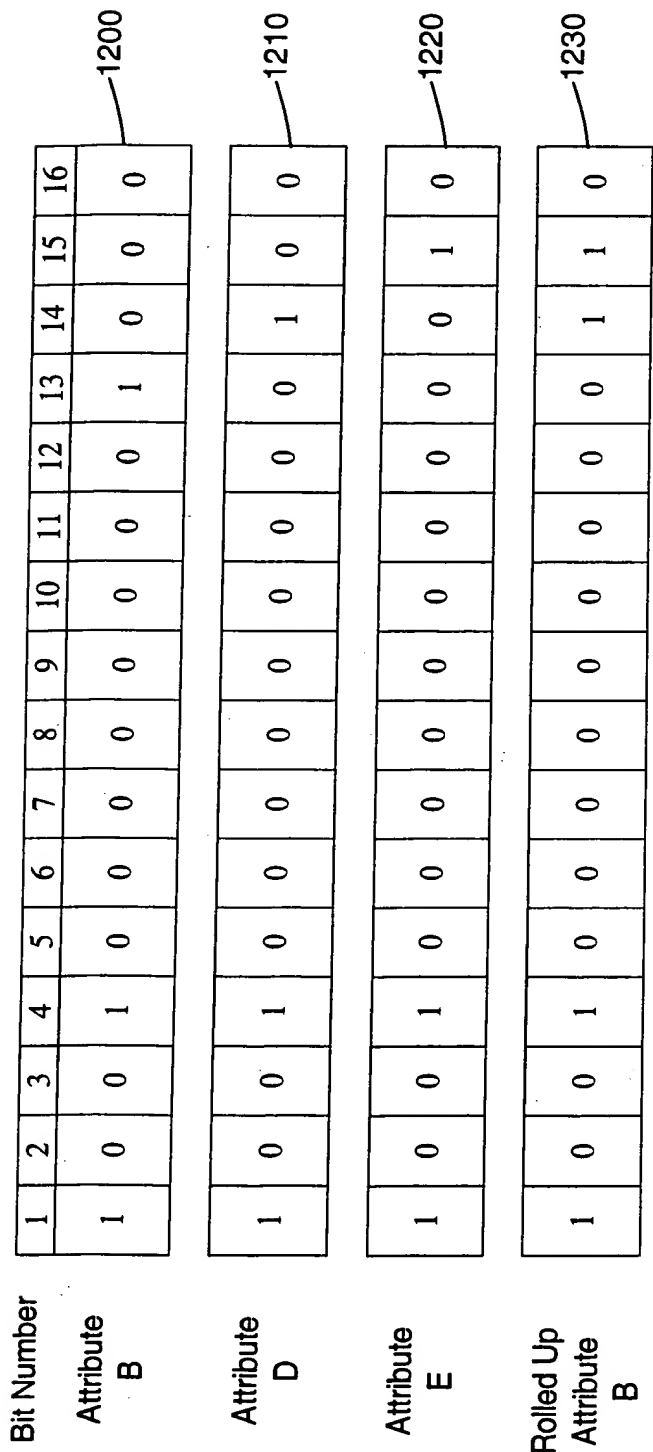 Bit Number 1 2 3 4 5 6 7 8 9 10 11 12 13 14 15 16
Attribute
B 1 0 0 1 0 0 0 0 0 0 0 0 1 0 0 0 1200
Attribute
D 1 0 0 1 0 0 0 0 0 0 0 0 0 1 0 0 1210
Attribute
E 1 0 0 1 0 0 0 0 0 0 0 0 0 0 1 0 1220
Rolled Up
Attribute
B 1 0 0 1 0 0 0 0 0 0 0 0 0 1 1 0 1230